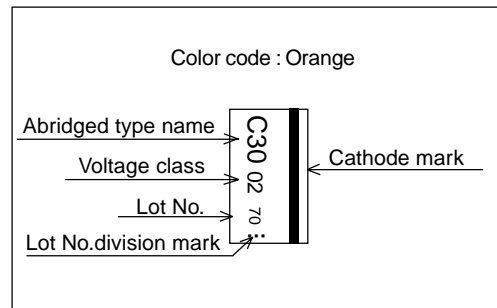 Color code : Orange
Abridged type name
Voltage class
Lot No.
Lot No.division mark
C30 02 70 ...
Cathode mark